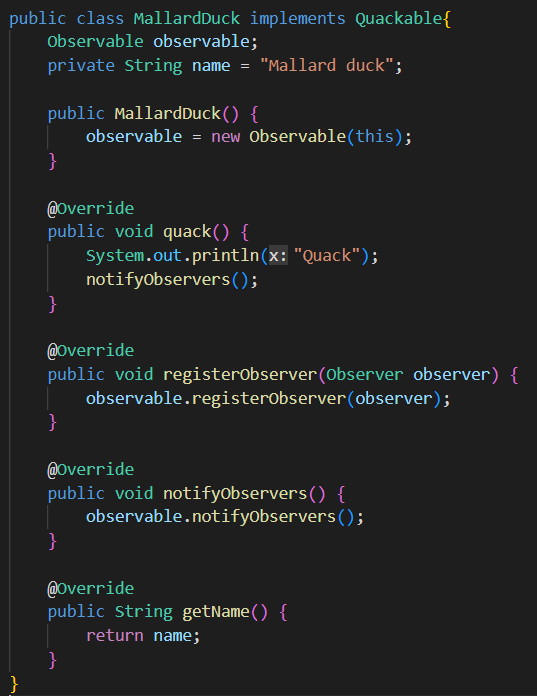 public class MallardDuck implements Quackable{
    Observable observable;
    private String name = "Mallard duck";

    public MallardDuck() {
        observable = new Observable(this);
    }

    @Override
    public void quack() {
        System.out.println(x: "Quack");
        notifyObservers();
    }

    @Override
    public void registerObserver(Observer observer) {
        observable.registerObserver(observer);
    }

    @Override
    public void notifyObservers() {
        observable.notifyObservers();
    }

    @Override
    public String getName() {
        return name;
    }
}